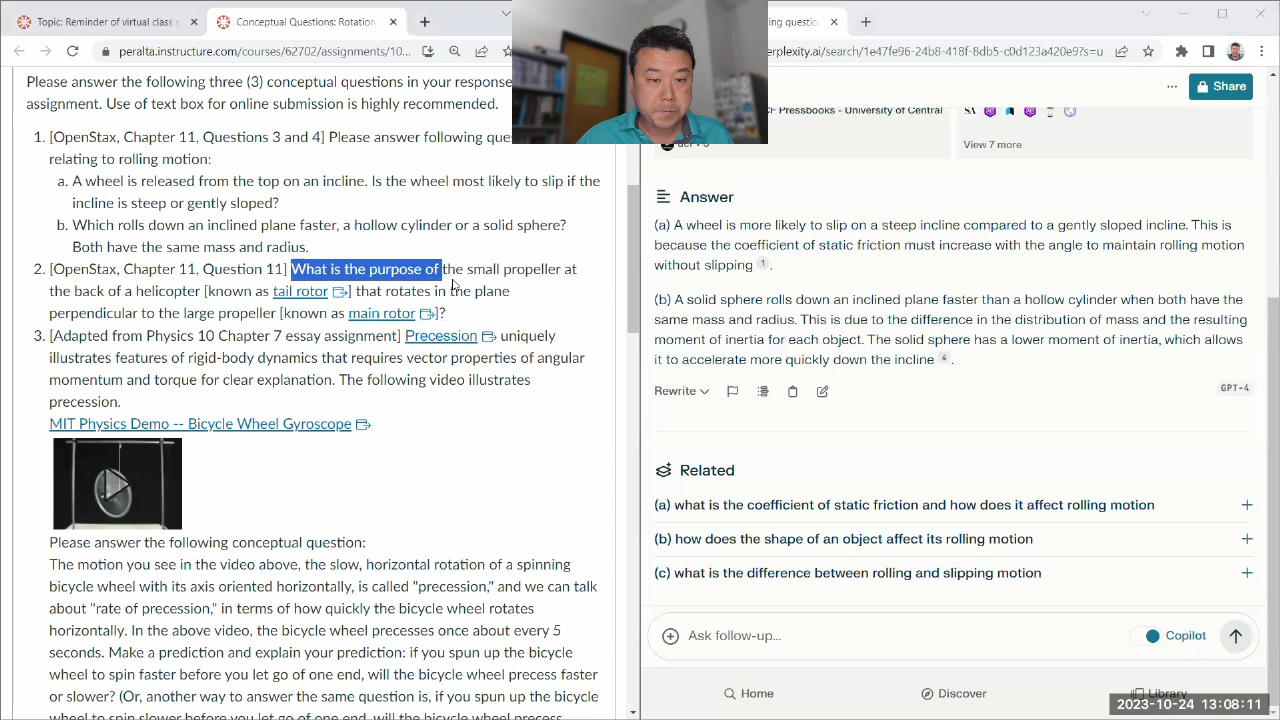 Topic: Reminder of virtual class s
Conceptual Questions: Rotation
ng question
peralta.instructure.com/courses/62702/assignments/10...
perplexity.ai/search/1e47fe96-24b8-418f-8db5-c0d123a420e9?s=u
Please answer the following three (3) conceptual questions in your response
assignment. Use of text box for online submission is highly recommended.
1. [OpenStax, Chapter 11, Questions 3 and 4] Please answer following que
relating to rolling motion:
a. A wheel is released from the top on an incline. Is the wheel most likely to slip if the
incline is steep or gently sloped?
b. Which rolls down an inclined plane faster, a hollow cylinder or a solid sphere?
Both have the same mass and radius.
2. [OpenStax, Chapter 11, Question 11] What is the purpose of the small propeller at
the back of a helicopter [known as tail rotor ] that rotates in the plane
perpendicular to the large propeller [known as main rotor ]?
3. [Adapted from Physics 10 Chapter 7 essay assignment] Precession uniquely
illustrates features of rigid-body dynamics that requires vector properties of angular
momentum and torque for clear explanation. The following video illustrates
precession.
MIT Physics Demo -- Bicycle Wheel Gyroscope
Please answer the following conceptual question:
The motion you see in the video above, the slow, horizontal rotation of a spinning
bicycle wheel with its axis oriented horizontally, is called "precession," and we can talk
about "rate of precession," in terms of how quickly the bicycle wheel rotates
horizontally. In the above video, the bicycle wheel precesses once about every 5
seconds. Make a prediction and explain your prediction: if you spun up the bicycle
wheel to spin faster before you let go of one end, will the bicycle wheel precess faster
or slower? (Or, another way to answer the same question is, if you spun up the bicycle
wheel to spin slower before you let go of one end, will the bicycle wheel precess
Share
CF Pressbooks - University of Central
ucf • 3
SA
View 7 more
Answer
(a) A wheel is more likely to slip on a steep incline compared to a gently sloped incline. This is
because the coefficient of static friction must increase with the angle to maintain rolling motion
without slipping 1 .
(b) A solid sphere rolls down an inclined plane faster than a hollow cylinder when both have the
same mass and radius. This is due to the difference in the distribution of mass and the resulting
moment of inertia for each object. The solid sphere has a lower moment of inertia, which allows
it to accelerate more quickly down the incline 4 .
Rewrite
GPT-4
Related
(a) what is the coefficient of static friction and how does it affect rolling motion
(b) how does the shape of an object affect its rolling motion
(c) what is the difference between rolling and slipping motion
Ask follow-up...
Copilot
Home
Discover
Library
2023-10-24 13:08:11